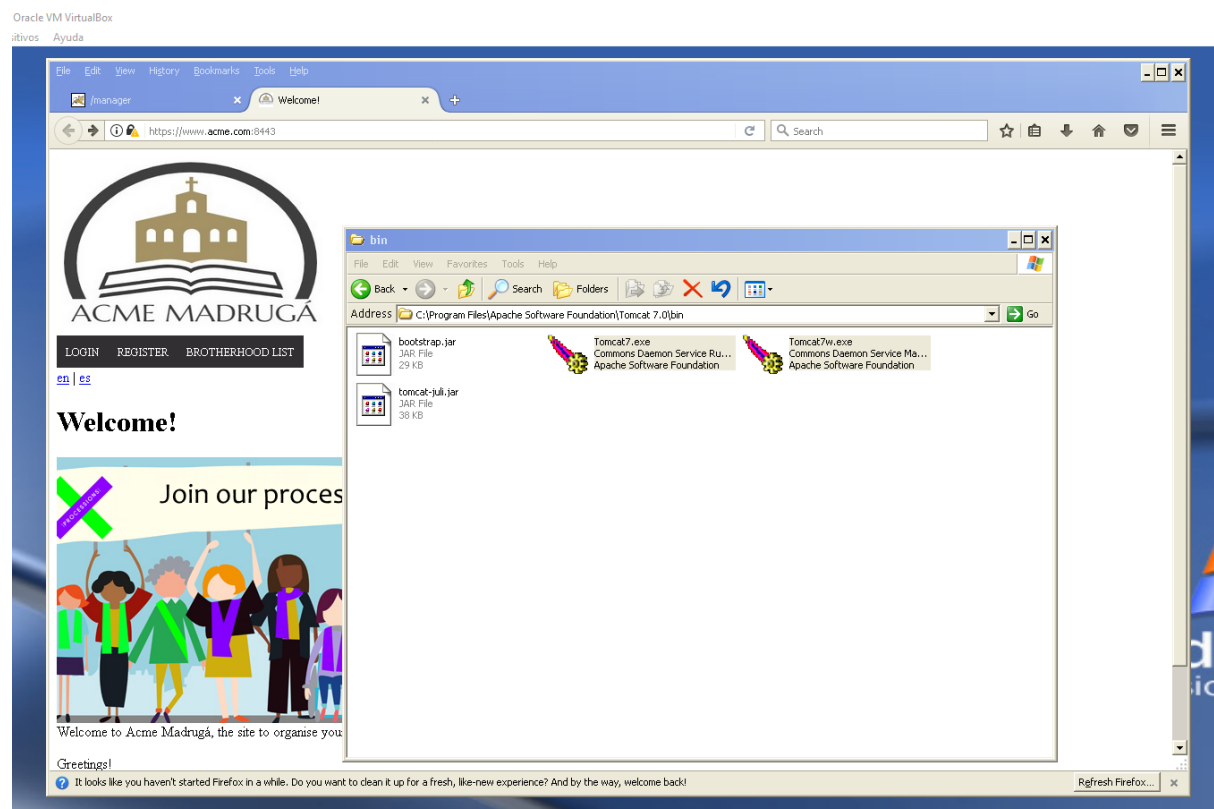 Oracle VM VirtualBox
itivos Ayuda
File Edit View History Bookmarks Tools Help
/manager Welcome!
https://www.acme.com:8443 Search
ACME MADRUGÁ
LOGIN REGISTER BROTHERHOOD LIST
en | es
Welcome!
PROCESSIONS
Join our proces
Welcome to Acme Madrugá, the site to organise you
Greetings!
bin
File Edit View Favorites Tools Help
Back Search Folders
Address C:\Program Files\Apache Software Foundation\Tomcat 7.0\bin Go
bootstrap.jar
JAR File
29 KB
Tomcat7.exe
Commons Daemon Service Ru...
Apache Software Foundation
Tomcat7w.exe
Commons Daemon Service Ma...
Apache Software Foundation
tomcat-juli.jar
JAR File
38 KB
It looks like you haven't started Firefox in a while. Do you want to clean it up for a fresh, like-new experience? And by the way, welcome back! Refresh Firefox...